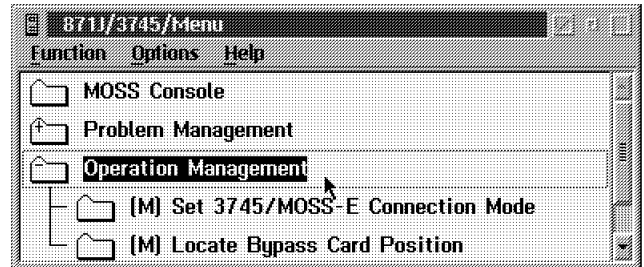 871J/3745/Menu
Function Options Help
MOSS Console
Problem Management
Operation Management
(M) Set 3745/MOSS-E Connection Mode
(M) Locate Bypass Card Position